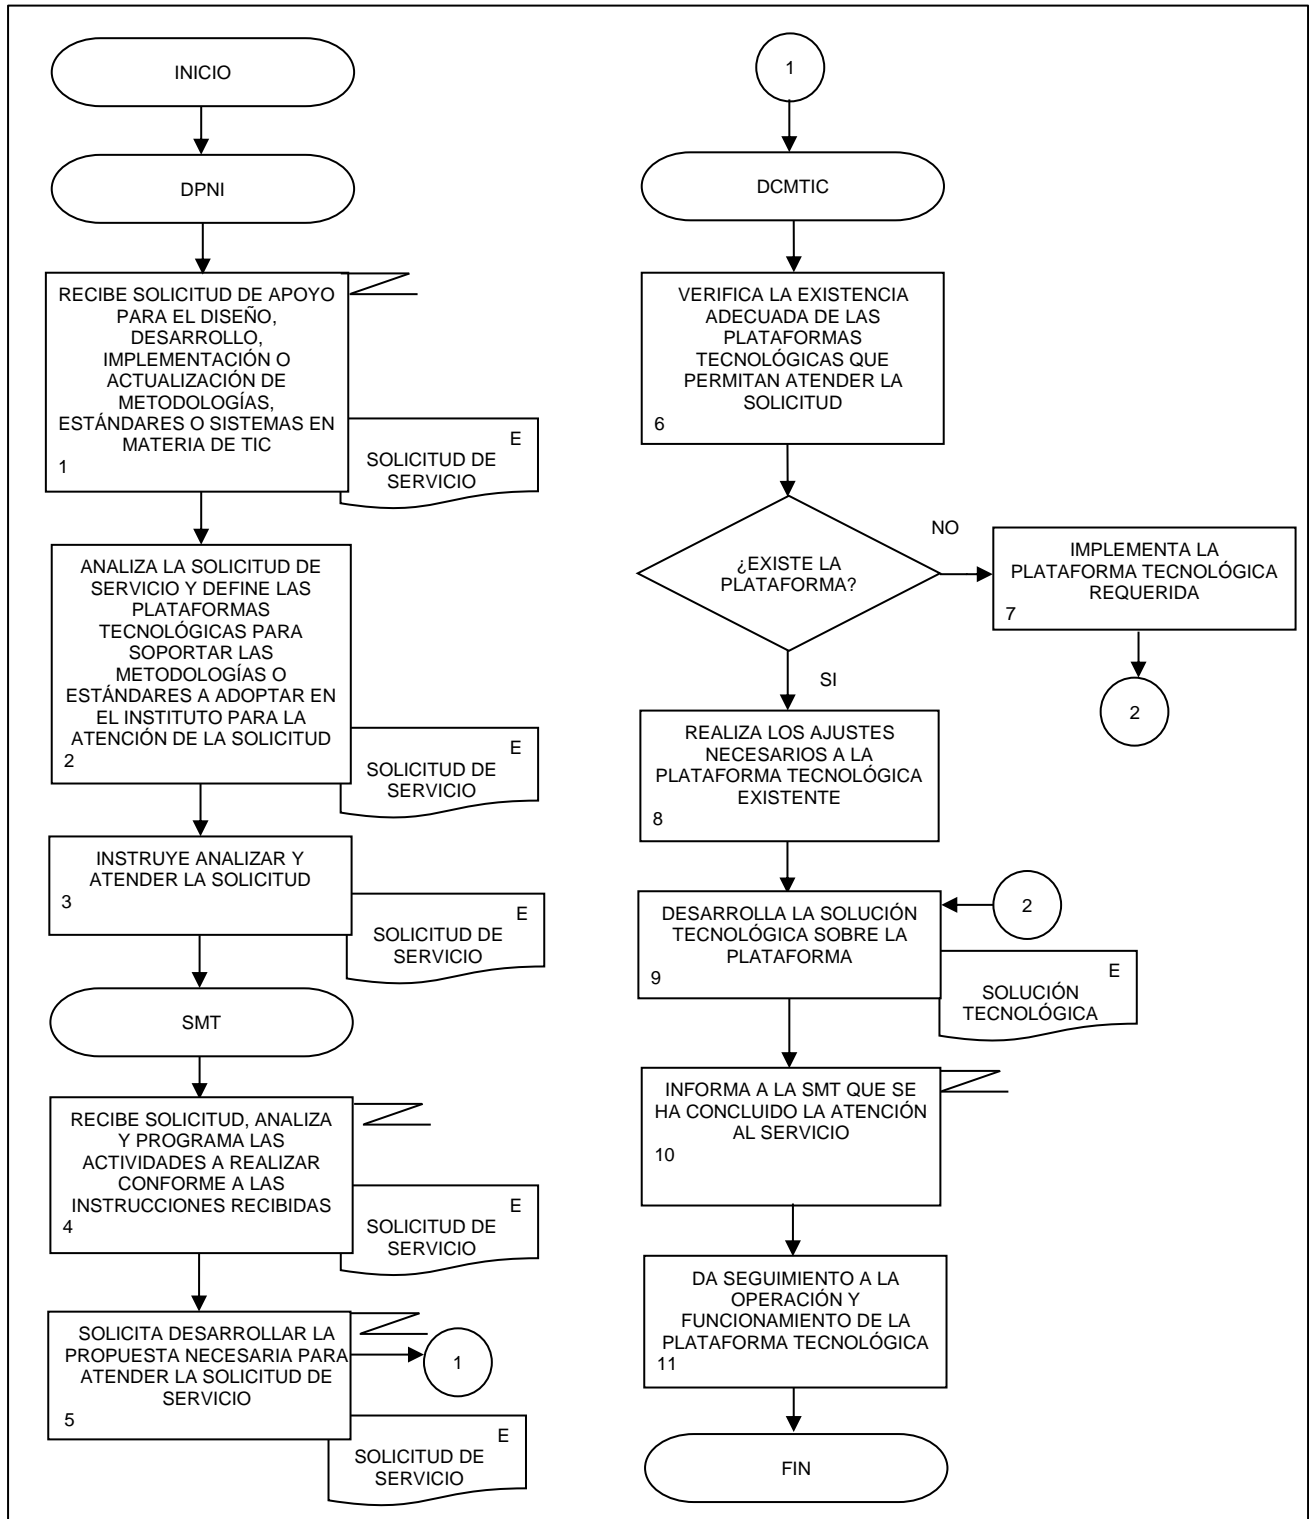 INICIO
DPNI
RECIBE SOLICITUD DE APOYO
PARA EL DISEÑO,
DESARROLLO,
IMPLEMENTACIÓN O
ACTUALIZACIÓN DE
METODOLOGÍAS,
ESTÁNDARES O SISTEMAS EN
MATERIA DE TIC
1
E
SOLICITUD DE
SERVICIO
ANALIZA LA SOLICITUD DE
SERVICIO Y DEFINE LAS
PLATAFORMAS
TECNOLÓGICAS PARA
SOPORTAR LAS
METODOLOGÍAS O
ESTÁNDARES A ADOPTAR EN
EL INSTITUTO PARA LA
ATENCIÓN DE LA SOLICITUD
2
E
SOLICITUD DE
SERVICIO
INSTRUYE ANALIZAR Y
ATENDER LA SOLICITUD
3
E
SOLICITUD DE
SERVICIO
SMT
RECIBE SOLICITUD, ANALIZA
Y PROGRAMA LAS
ACTIVIDADES A REALIZAR
CONFORME A LAS
INSTRUCCIONES RECIBIDAS
4
E
SOLICITUD DE
SERVICIO
SOLICITA DESARROLLAR LA
PROPUESTA NECESARIA PARA
ATENDER LA SOLICITUD DE
SERVICIO
5
1
E
SOLICITUD DE
SERVICIO
1
DCMTIC
VERIFICA LA EXISTENCIA
ADECUADA DE LAS
PLATAFORMAS
TECNOLÓGICAS QUE
PERMITAN ATENDER LA
SOLICITUD
6
¿EXISTE LA
PLATAFORMA?
NO
IMPLEMENTA LA
PLATAFORMA TECNOLÓGICA
REQUERIDA
7
2
SI
REALIZA LOS AJUSTES
NECESARIOS A LA
PLATAFORMA TECNOLÓGICA
EXISTENTE
8
DESARROLLA LA SOLUCIÓN
TECNOLÓGICA SOBRE LA
PLATAFORMA
9
2
E
SOLUCIÓN
TECNOLÓGICA
INFORMA A LA SMT QUE SE
HA CONCLUIDO LA ATENCIÓN
AL SERVICIO
10
DA SEGUIMIENTO A LA
OPERACIÓN Y
FUNCIONAMIENTO DE LA
PLATAFORMA TECNOLÓGICA
11
FIN